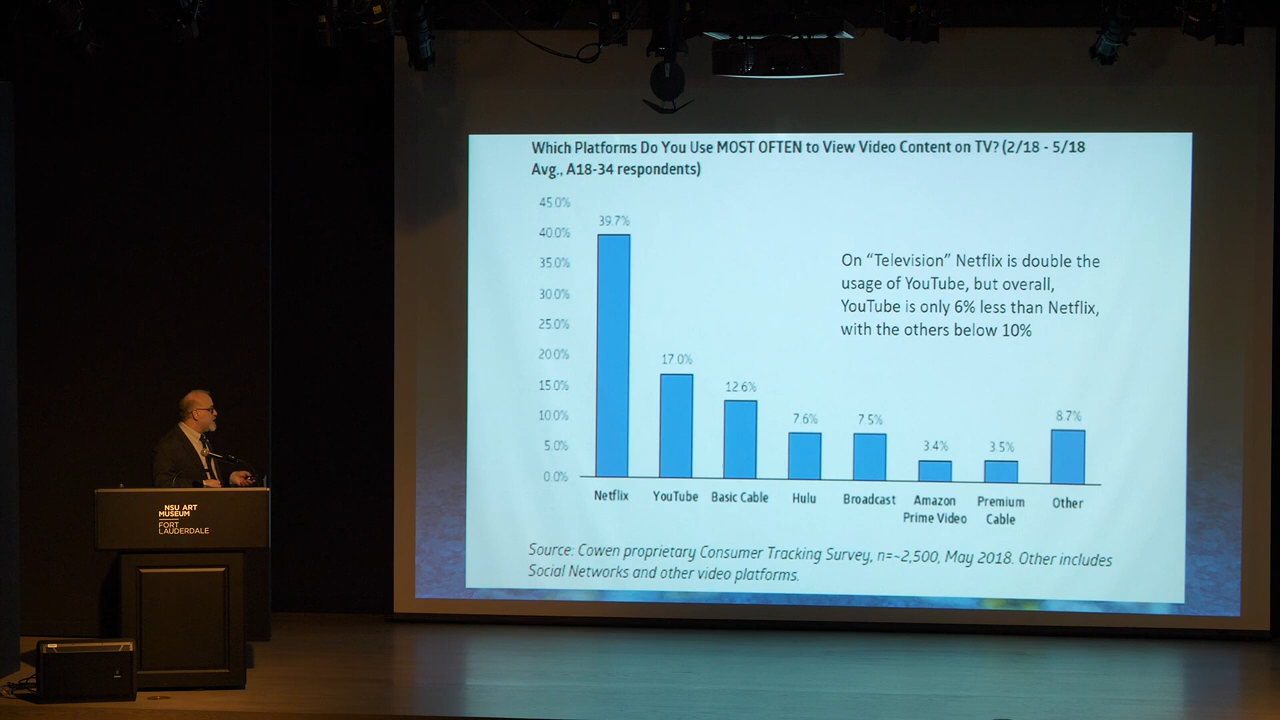 Which Platforms Do You Use MOST OFTEN to View Video Content on TV? (2/18 - 5/18
Avg., A18-34 respondents)
45.0%
40.0%
35.0%
30.0%
25.0%
20.0%
15.0%
10.0%
5.0%
0.0%
39.7%
17.0%
12.6%
7.6%
7.5%
3.4%
3.5%
8.7%
On “Television” Netflix is double the
usage of YouTube, but overall,
YouTube is only 6% less than Netflix,
with the others below 10%
Netflix
YouTube
Basic Cable
Hulu
Broadcast
Amazon
Prime Video
Premium
Cable
Other
Source: Cowen proprietary Consumer Tracking Survey, n=~2,500, May 2018. Other includes
Social Networks and other video platforms.
NSU ART
MUSEUM
FORT
LAUDERDALE